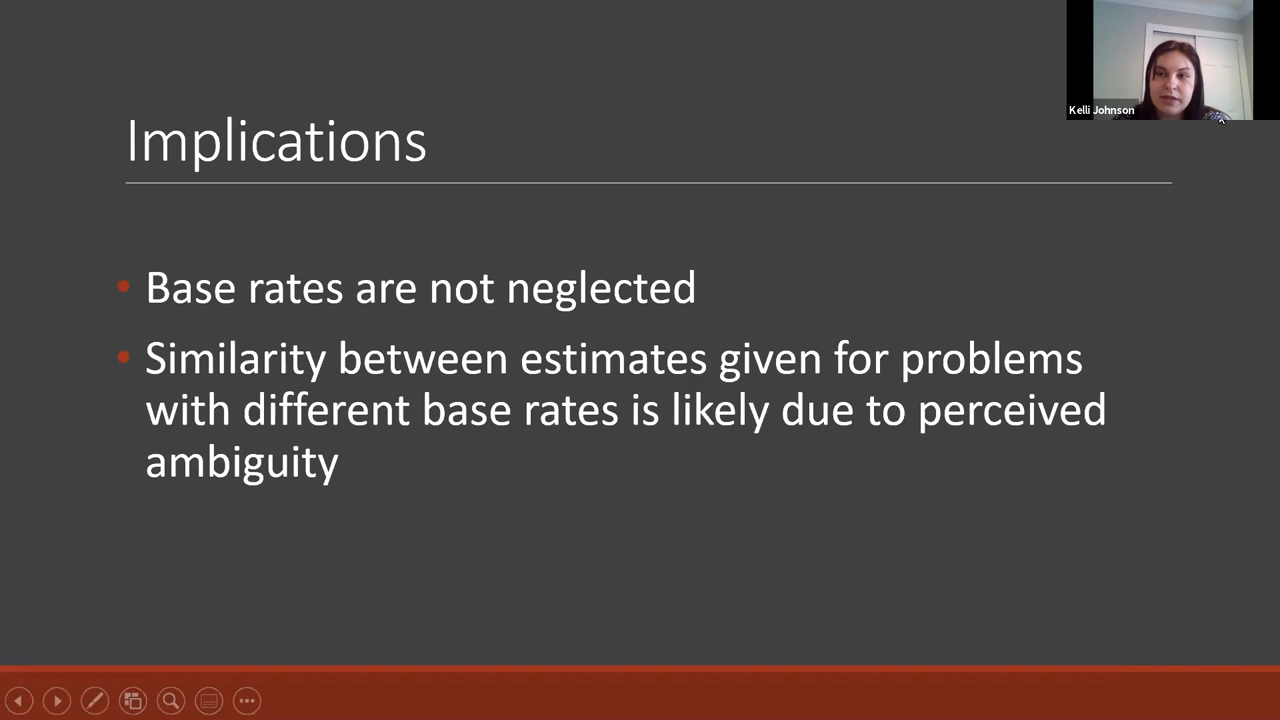 Kelli Johnson
Implications
• Base rates are not neglected
• Similarity between estimates given for problems
with different base rates is likely due to perceived
ambiguity